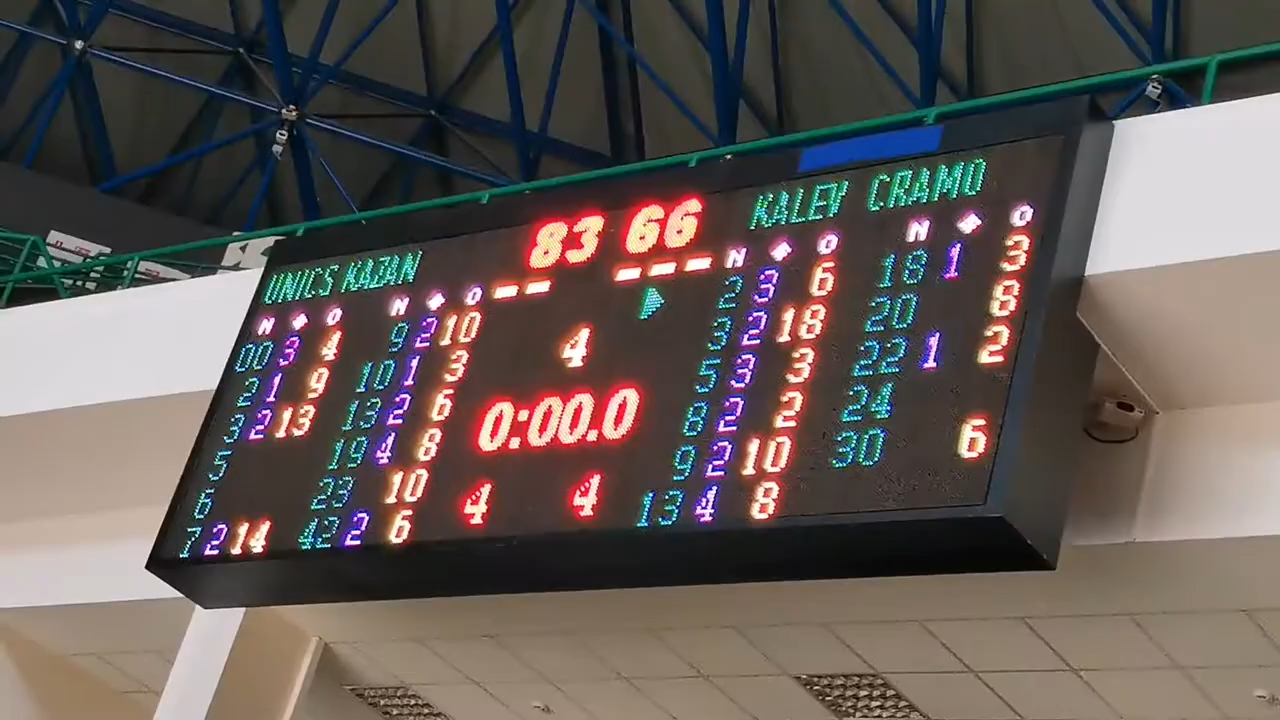 83 66
UNICS KAZAN
N ◆ O N ◆ O
00 3 4 9 2 10
2 1 9 10 1 3
3 2 13 13 2 6
5 19 4 8
6 23 10
7 2 14 42 2 6
4
0:00.0
4 4
KALEV CRAMO
N ◆ O N ◆ O
2 3 6 18 1 3
3 2 18 20 8
5 3 3 22 1 2
8 2 2 24
9 2 10 30 6
13 4 8